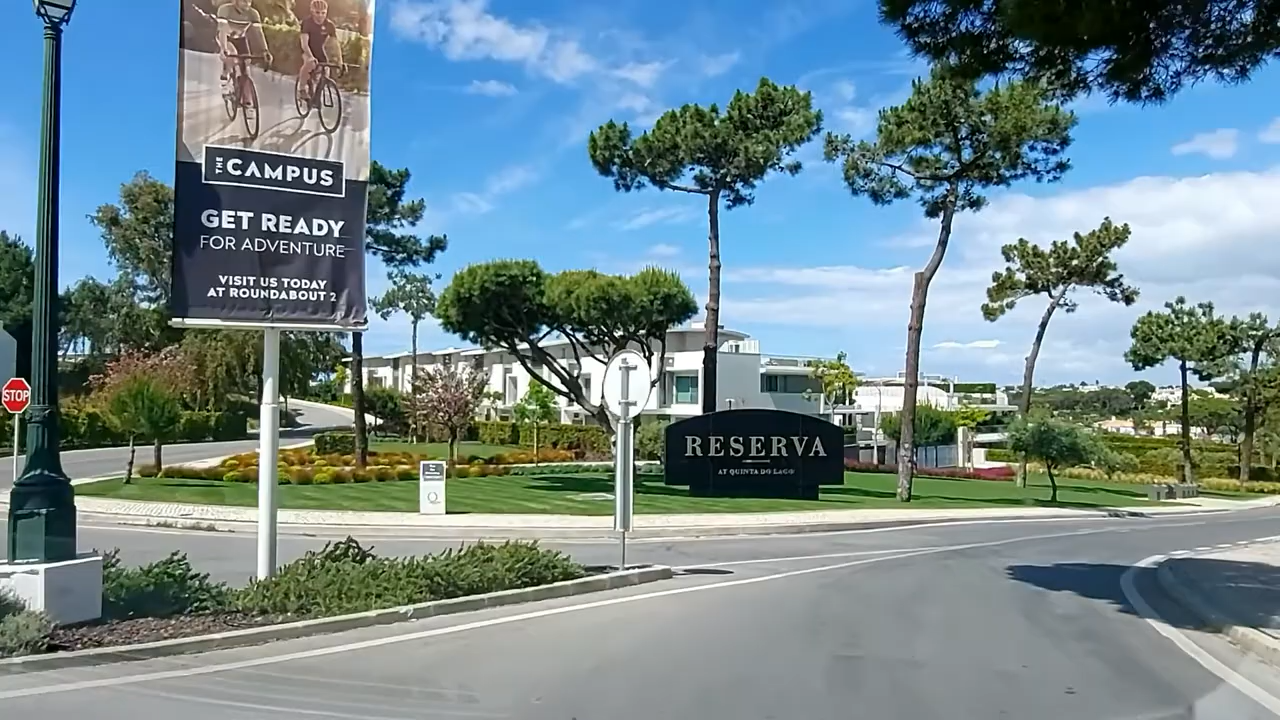 THE CAMPUS
GET READY
FOR ADVENTURE
VISIT US TODAY
AT ROUNDABOUT 2
STOP
RESERVA
AT QUINTA DO LAGO